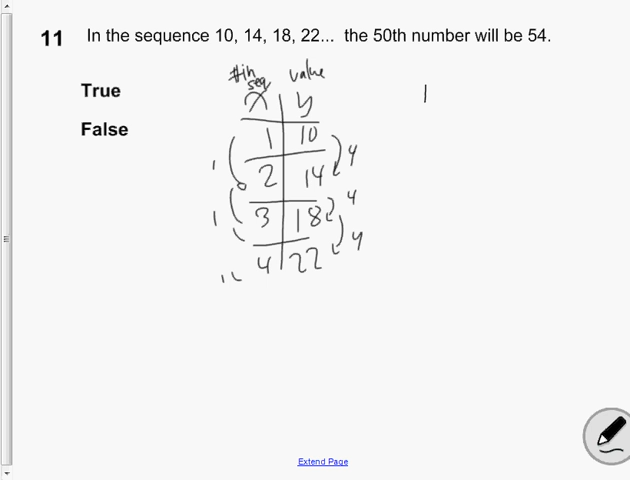 11 In the sequence 10, 14, 18, 22... the 50th number will be 54.
True
False
#in seq value
x y
1 10
2 14
3 18
4 22
1 4
1 4
1 4
Extend Page